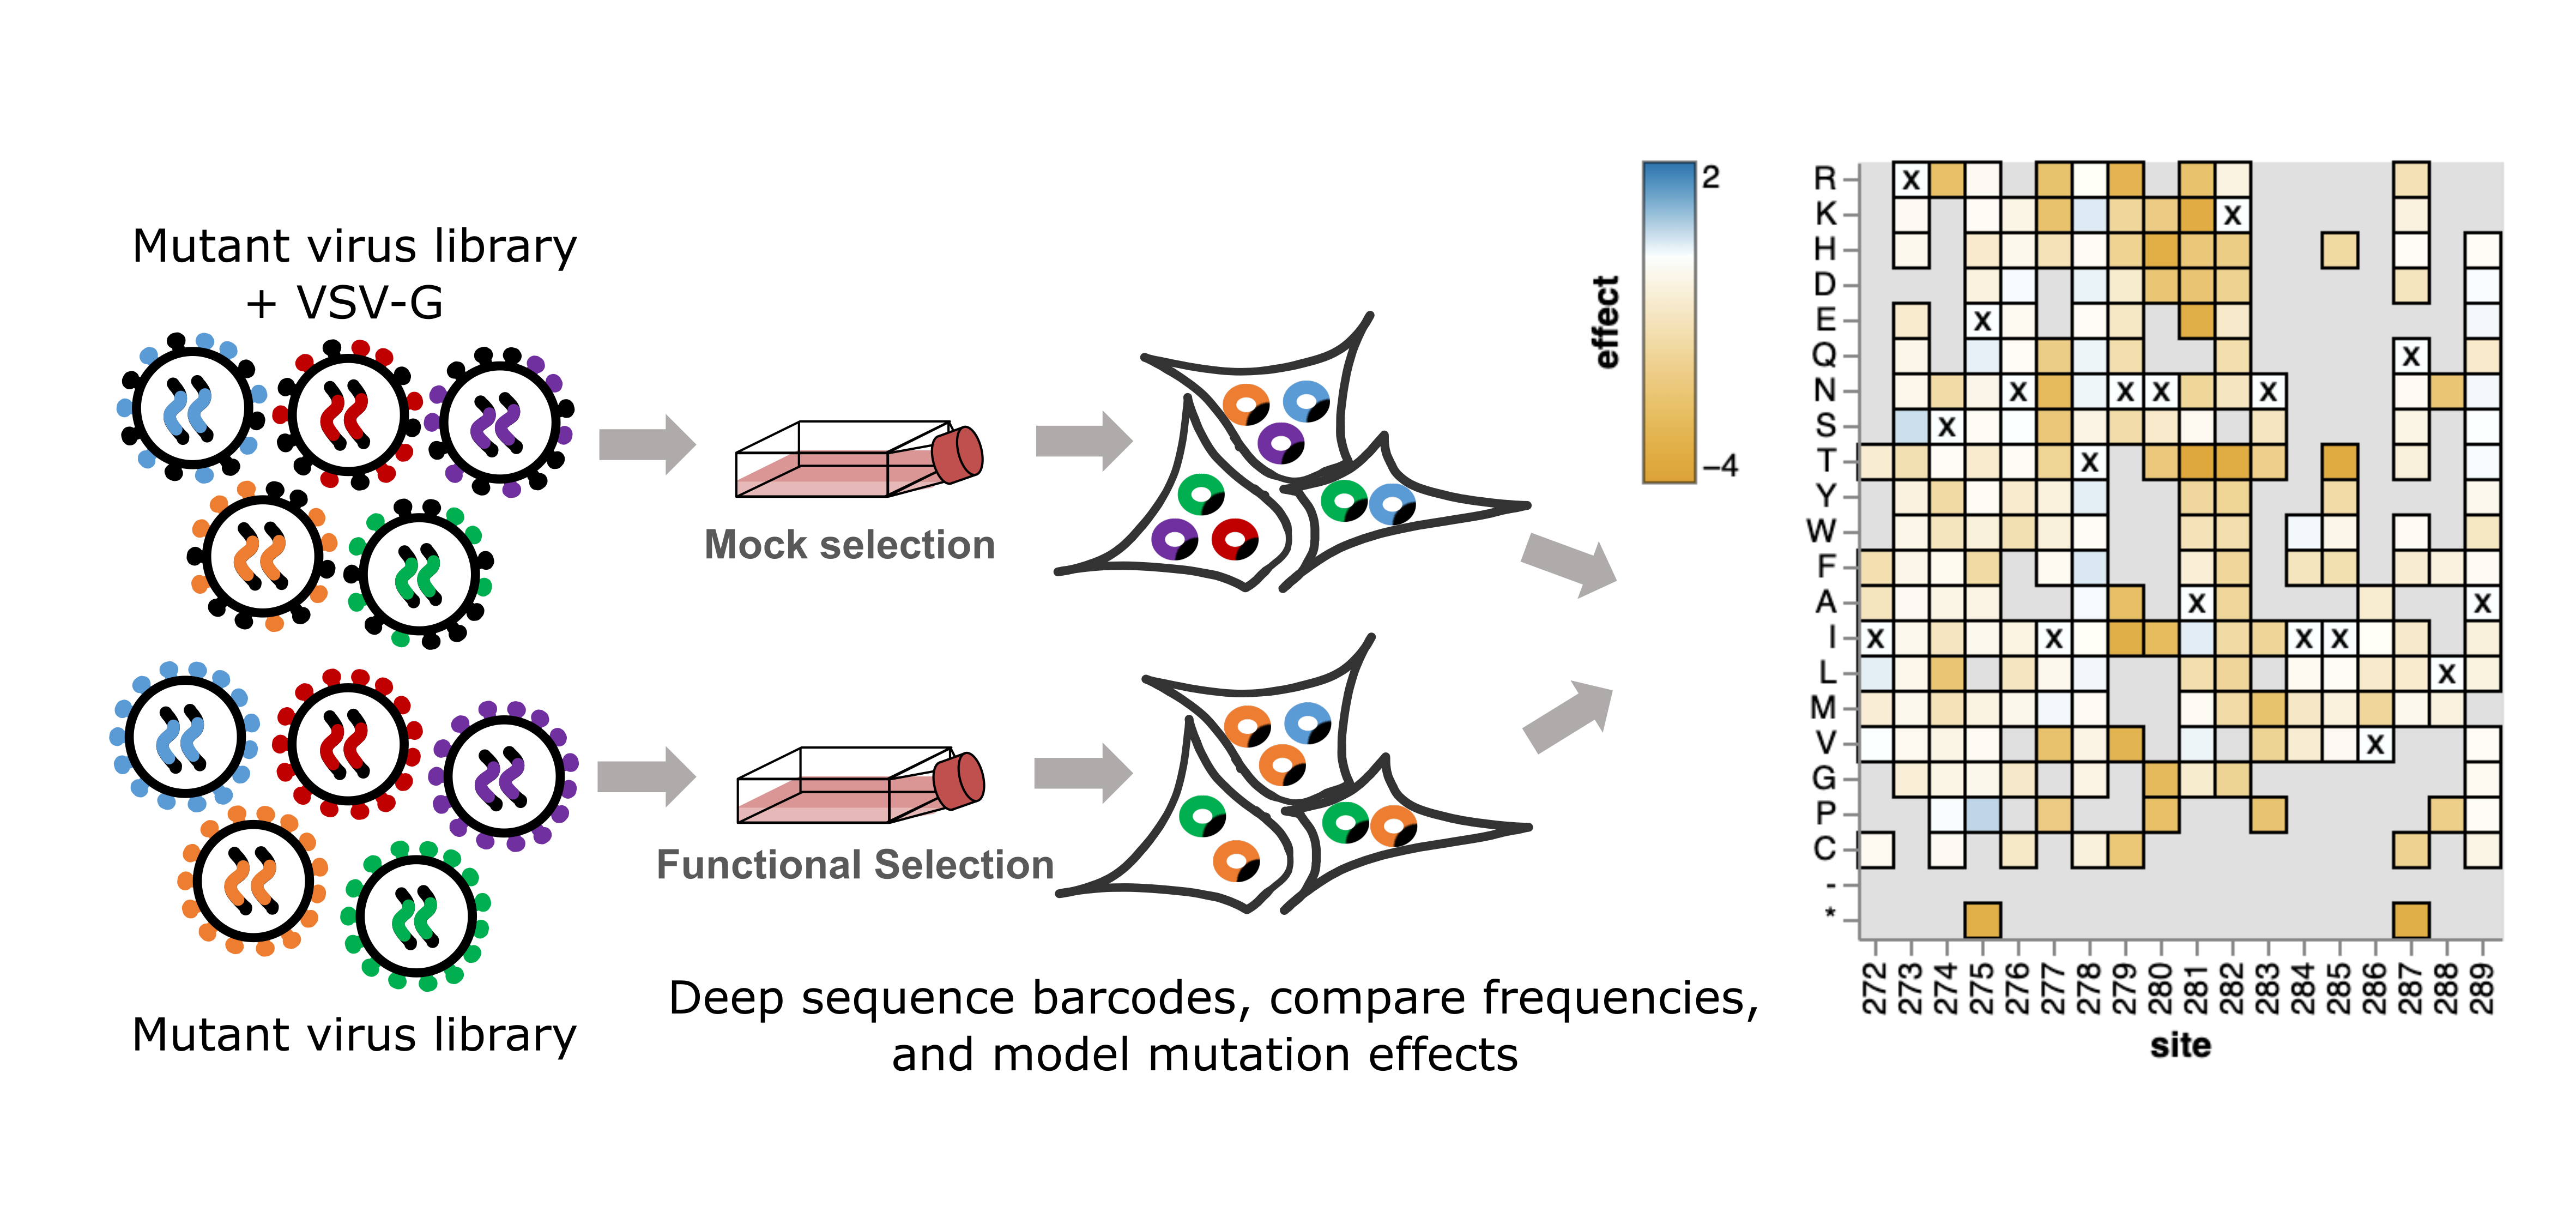 Mutant virus library
+ VSV-G
Mock selection
Functional Selection
Mutant virus library
Deep sequence barcodes, compare frequencies,
and model mutation effects
effect
2
−4
R
K
H
D
E
Q
N
S
T
Y
W
F
A
I
L
M
V
G
P
C
-
*
X
X
X
X
X X X
X
X
X X
X X X X
X
X
272 273 274 275 276 277 278 279 280 281 282 283 284 285 286 287 288 289
site